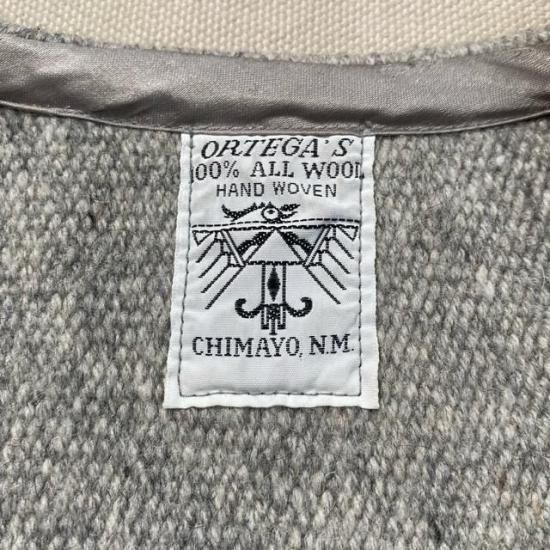 ORTEGA'S
100% ALL WOOL
HAND WOVEN
CHIMAYO, N.M.